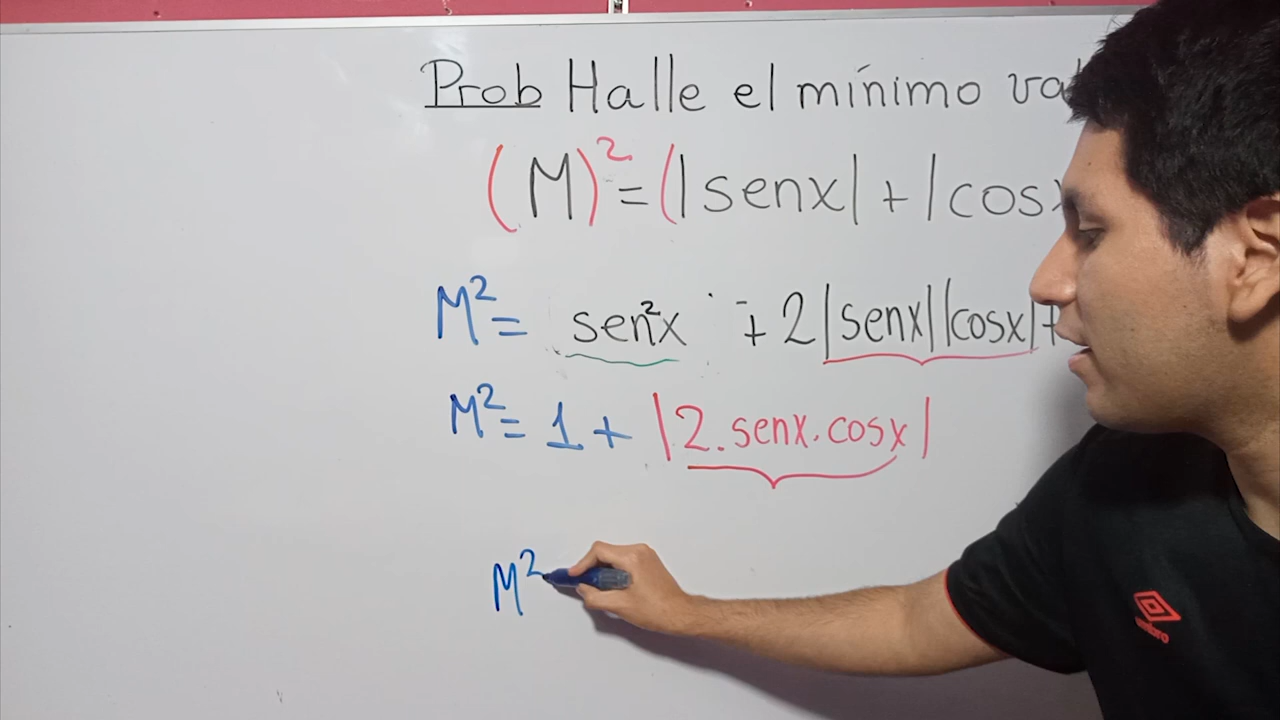 Prob Halle el mínimo va
(M)² = (|senx| + |cosx
M² = sen²x + 2|senx||cosx| +
M² = 1 + |2.senx.cosx|
M²
umbro